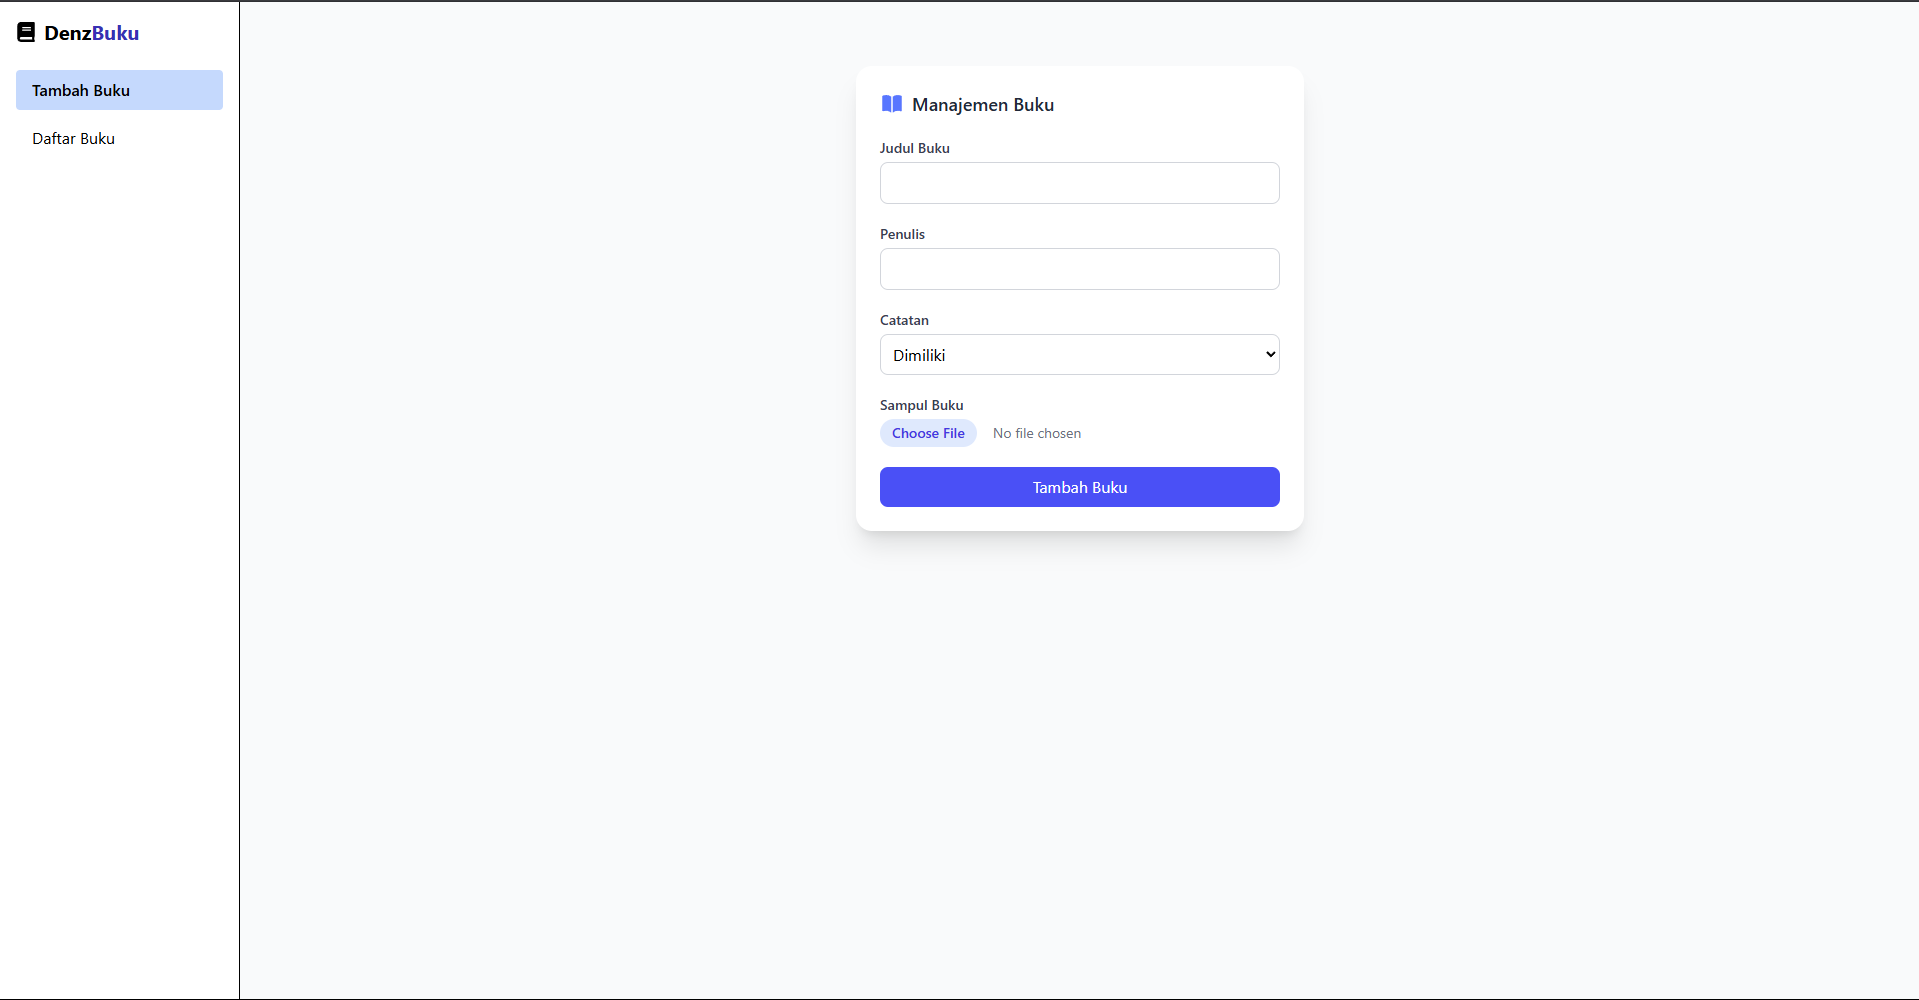 DenzBuku
Tambah Buku
Daftar Buku
Manajemen Buku
Judul Buku
Penulis
Catatan
Dimiliki
Sampul Buku
Choose File No file chosen
Tambah Buku